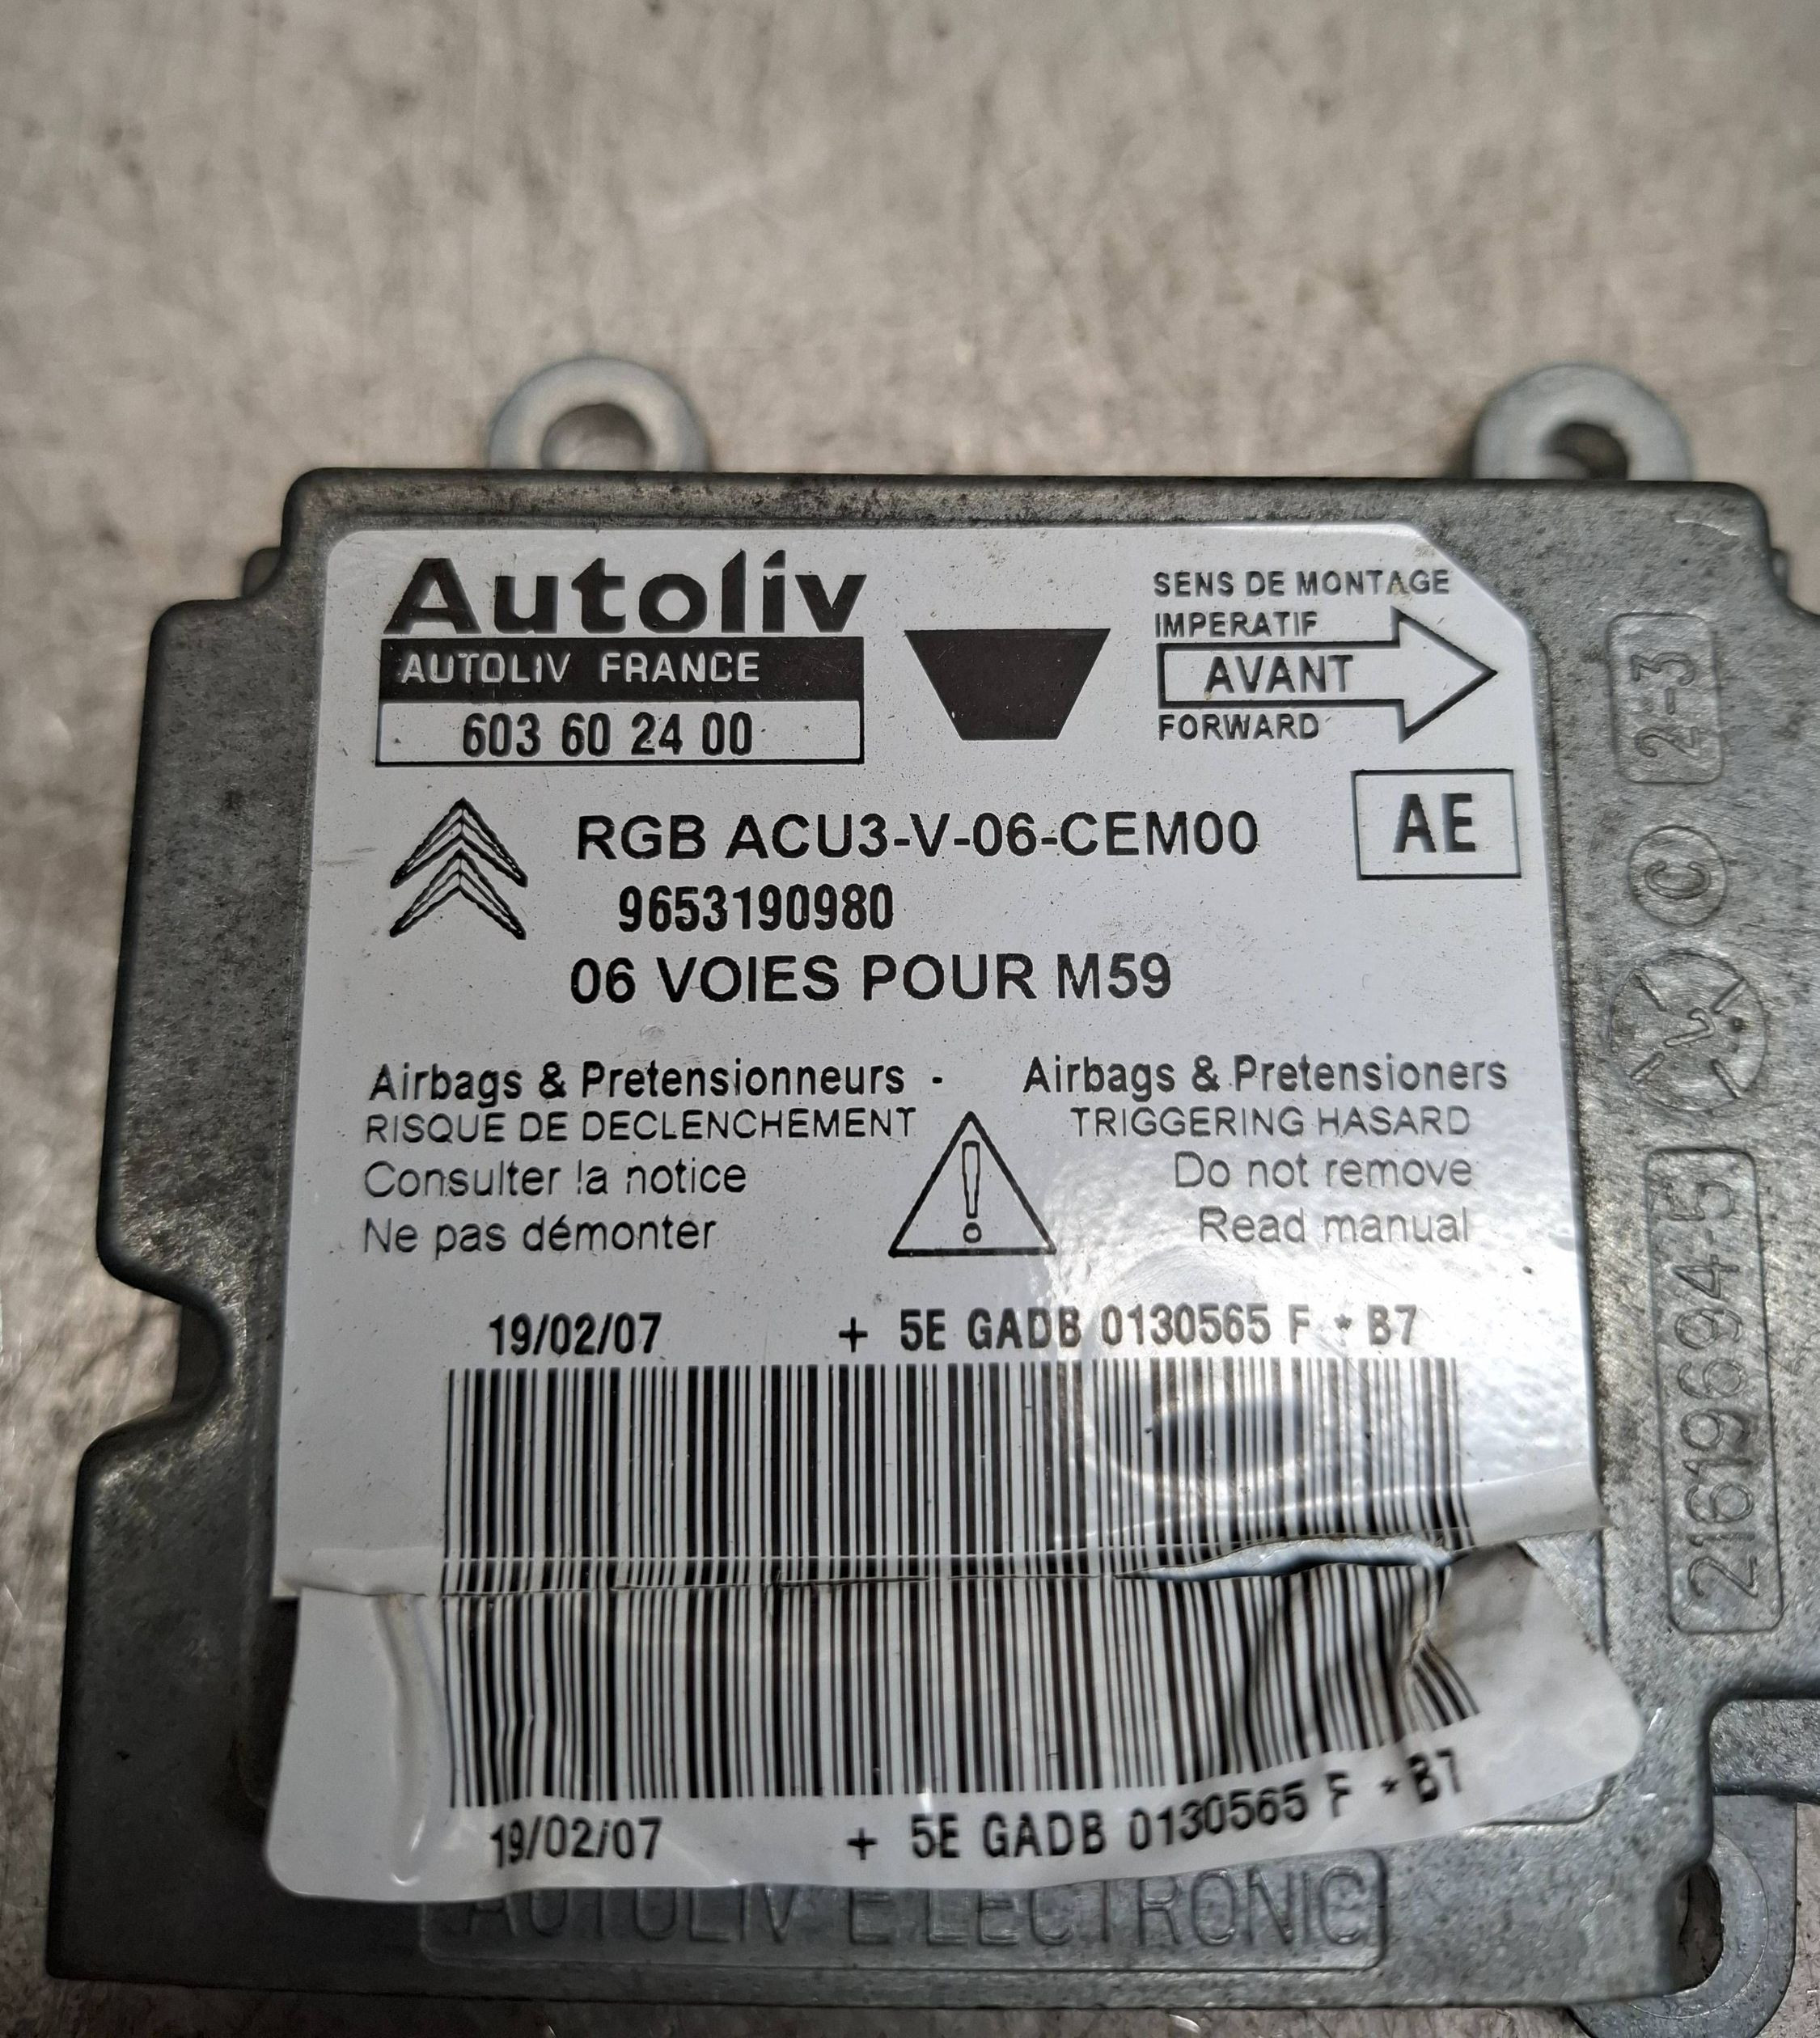 Autoliv
AUTOLIV FRANCE
603 60 24 00
SENS DE MONTAGE
IMPERATIF
AVANT
FORWARD
AE
RGB ACU3-V-06-CEM00
9653190980
06 VOIES POUR M59
Airbags & Pretensionneurs - Airbags & Pretensioners
RISQUE DE DECLENCHEMENT
TRIGGERING HASARD
Consulter la notice
Do not remove
Ne pas démonter
Read manual
19/02/07 + 5E GADB 0130565 F * B7
19/02/07 + 5E GADB 0130565 F * B7
AUTOLIV ELECTRONIC
2-3
C
21619694-5